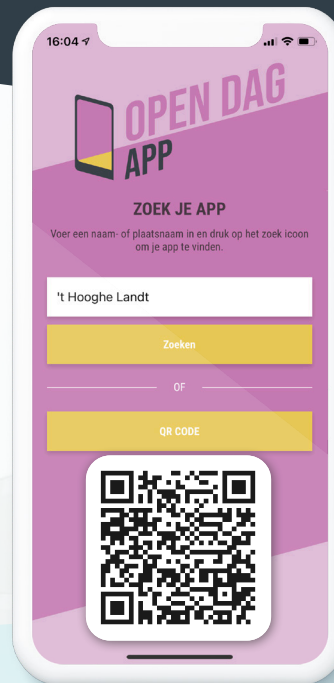 16:04
OPEN DAG
APP
ZOEK JE APP
Voer een naam- of plaatsnaam in en druk op het zoek icoon
om je app te vinden.
't Hooghe Landt
Zoeken
OF
QR CODE